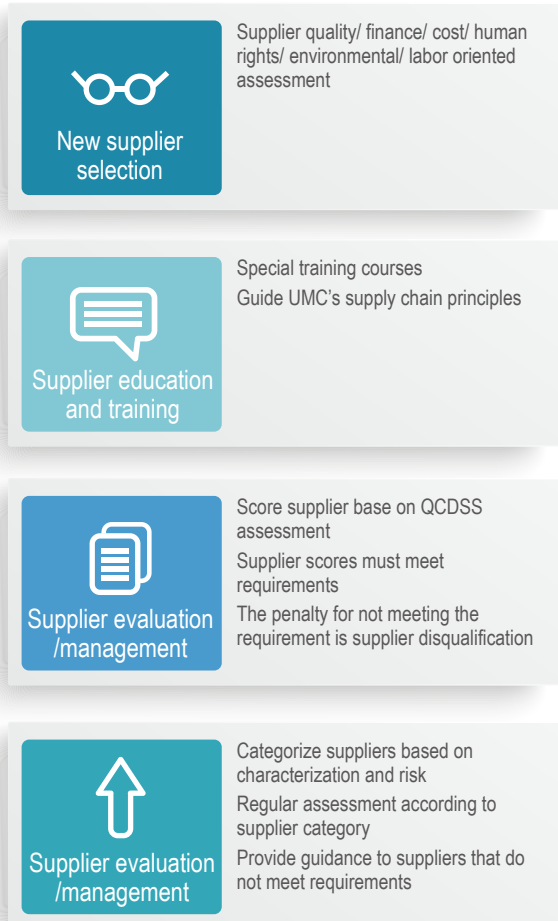 New supplier
selection
Supplier quality/ finance/ cost/ human
rights/ environmental/ labor oriented
assessment
Supplier education
and training
Special training courses
Guide UMC's supply chain principles
Supplier evaluation
/management
Score supplier base on QCDSS
assessment
Supplier scores must meet
requirements
The penalty for not meeting the
requirement is supplier disqualification
Supplier evaluation
/management
Categorize suppliers based on
characterization and risk
Regular assessment according to
supplier category
Provide guidance to suppliers that do
not meet requirements